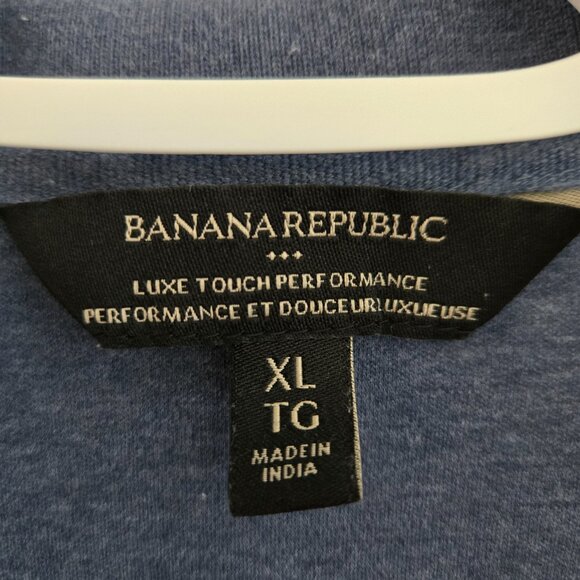 BANANA REPUBLIC
LUXE TOUCH PERFORMANCE
PERFORMANCE ET DOUCEUR LUXUEUSE
XL
TG
MADE IN
INDIA